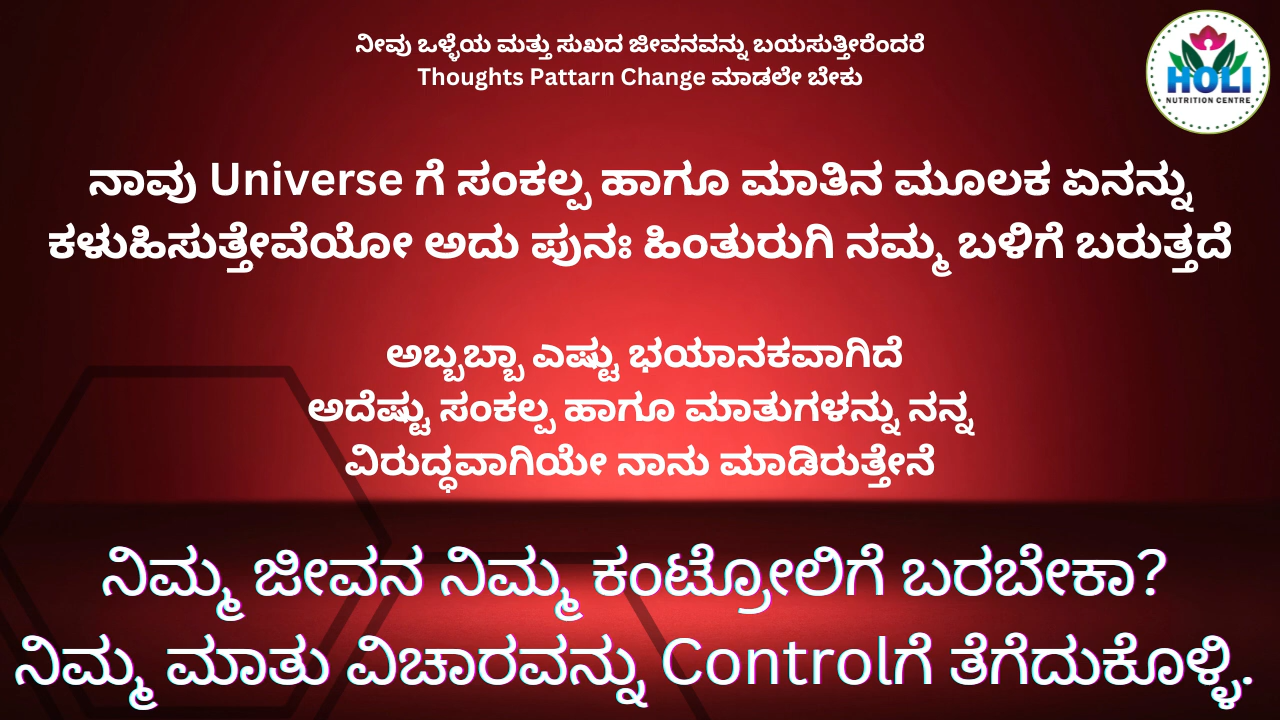 ನೀವು ಒಳ್ಳೆಯ ಮತ್ತು ಸುಖದ ಜೀವನವನ್ನು ಬಯಸುತ್ತೀರೆಂದರೆ
Thoughts Pattarn Change ಮಾಡಲೇ ಬೇಕು
HOLI
NUTRITION CENTRE
ನಾವು Universe ಗೆ ಸಂಕಲ್ಪ ಹಾಗೂ ಮಾತಿನ ಮೂಲಕ ಏನನ್ನು
ಕಳುಹಿಸುತ್ತೇವೆಯೋ ಅದು ಪುನಃ ಹಿಂತುರುಗಿ ನಮ್ಮ ಬಳಿಗೆ ಬರುತ್ತದೆ
ಅಬ್ಬಬ್ಬಾ ಎಷ್ಟು ಭಯಾನಕವಾಗಿದೆ
ಅದೆಷ್ಟು ಸಂಕಲ್ಪ ಹಾಗೂ ಮಾತುಗಳನ್ನು ನನ್ನ
ವಿರುದ್ಧವಾಗಿಯೇ ನಾನು ಮಾಡಿರುತ್ತೇನೆ
ನಿಮ್ಮ ಜೀವನ ನಿಮ್ಮ ಕಂಟ್ರೋಲಿಗೆ ಬರಬೇಕಾ?
ನಿಮ್ಮ ಮಾತು ವಿಚಾರವನ್ನು Controlಗೆ ತೆಗೆದುಕೊಳ್ಳಿ.